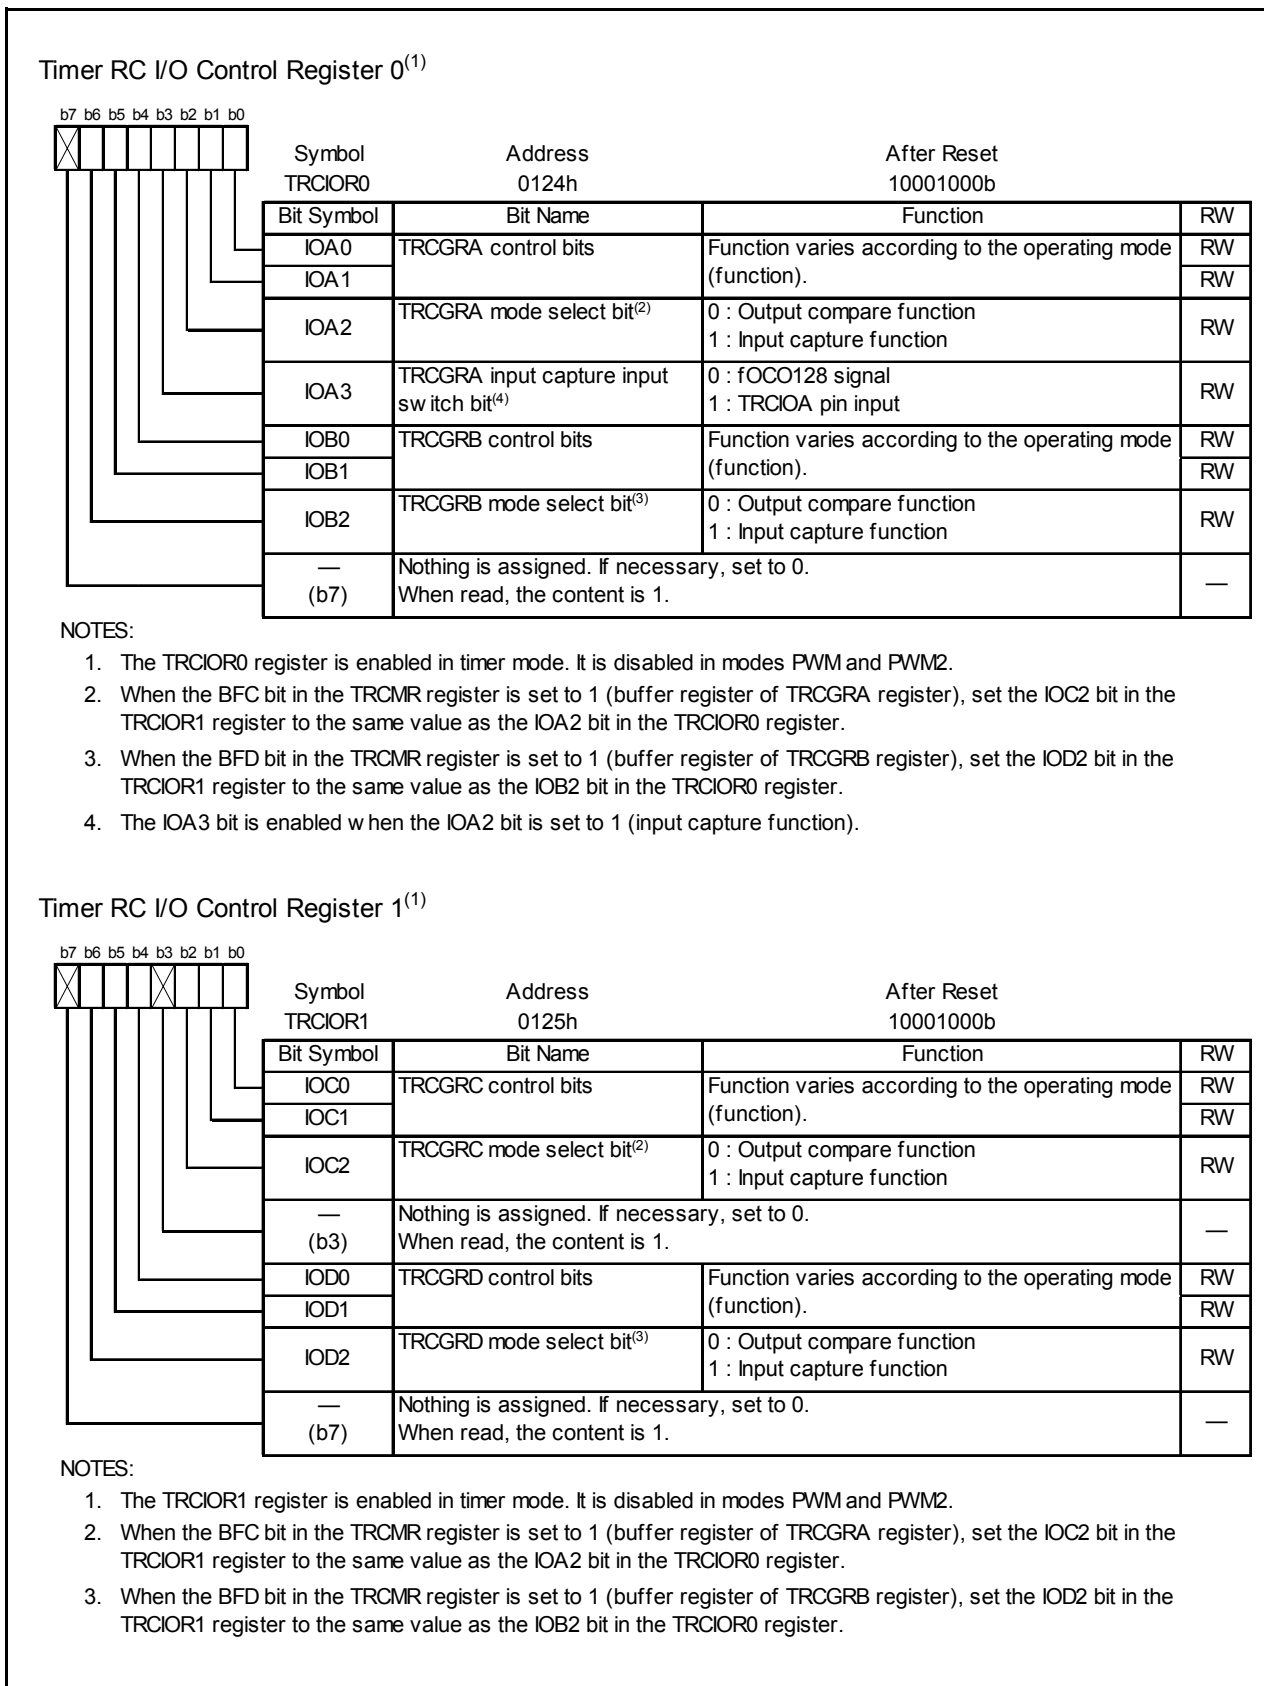 Timer RC I/O Control Register 0(1)
b7 b6 b5 b4 b3 b2 b1 b0
Symbol Address After Reset
TRCIOR0 0124h 10001000b
Bit Symbol Bit Name Function RW
IOA0 TRCGRA control bits Function varies according to the operating mode RW
IOA1 (function). RW
TRCGRA mode select bit(2) 0 : Output compare function
IOA2 RW
1 : Input capture function
TRCGRA input capture input 0 : fOCO128 signal
IOA3 RW
switch bit(4) 1 : TRCIOA pin input
IOB0 TRCGRB control bits Function varies according to the operating mode RW
IOB1 (function). RW
TRCGRB mode select bit(3) 0 : Output compare function
IOB2 RW
1 : Input capture function
— Nothing is assigned. If necessary, set to 0.
—
(b7) When read, the content is 1.
NOTES:
1. The TRCIOR0 register is enabled in timer mode. It is disabled in modes PWM and PWM2.
2. When the BFC bit in the TRCMR register is set to 1 (buffer register of TRCGRA register), set the IOC2 bit in the
TRCIOR1 register to the same value as the IOA2 bit in the TRCIOR0 register.
3. When the BFD bit in the TRCMR register is set to 1 (buffer register of TRCGRB register), set the IOD2 bit in the
TRCIOR1 register to the same value as the IOB2 bit in the TRCIOR0 register.
4. The IOA3 bit is enabled when the IOA2 bit is set to 1 (input capture function).
Timer RC I/O Control Register 1(1)
b7 b6 b5 b4 b3 b2 b1 b0
Symbol Address After Reset
TRCIOR1 0125h 10001000b
Bit Symbol Bit Name Function RW
IOC0 TRCGRC control bits Function varies according to the operating mode RW
IOC1 (function). RW
TRCGRC mode select bit(2) 0 : Output compare function
IOC2 RW
1 : Input capture function
— Nothing is assigned. If necessary, set to 0.
—
(b3) When read, the content is 1.
IOD0 TRCGRD control bits Function varies according to the operating mode RW
IOD1 (function). RW
TRCGRD mode select bit(3) 0 : Output compare function
IOD2 RW
1 : Input capture function
— Nothing is assigned. If necessary, set to 0.
—
(b7) When read, the content is 1.
NOTES:
1. The TRCIOR1 register is enabled in timer mode. It is disabled in modes PWM and PWM2.
2. When the BFC bit in the TRCMR register is set to 1 (buffer register of TRCGRA register), set the IOC2 bit in the
TRCIOR1 register to the same value as the IOA2 bit in the TRCIOR0 register.
3. When the BFD bit in the TRCMR register is set to 1 (buffer register of TRCGRB register), set the IOD2 bit in the
TRCIOR1 register to the same value as the IOB2 bit in the TRCIOR0 register.